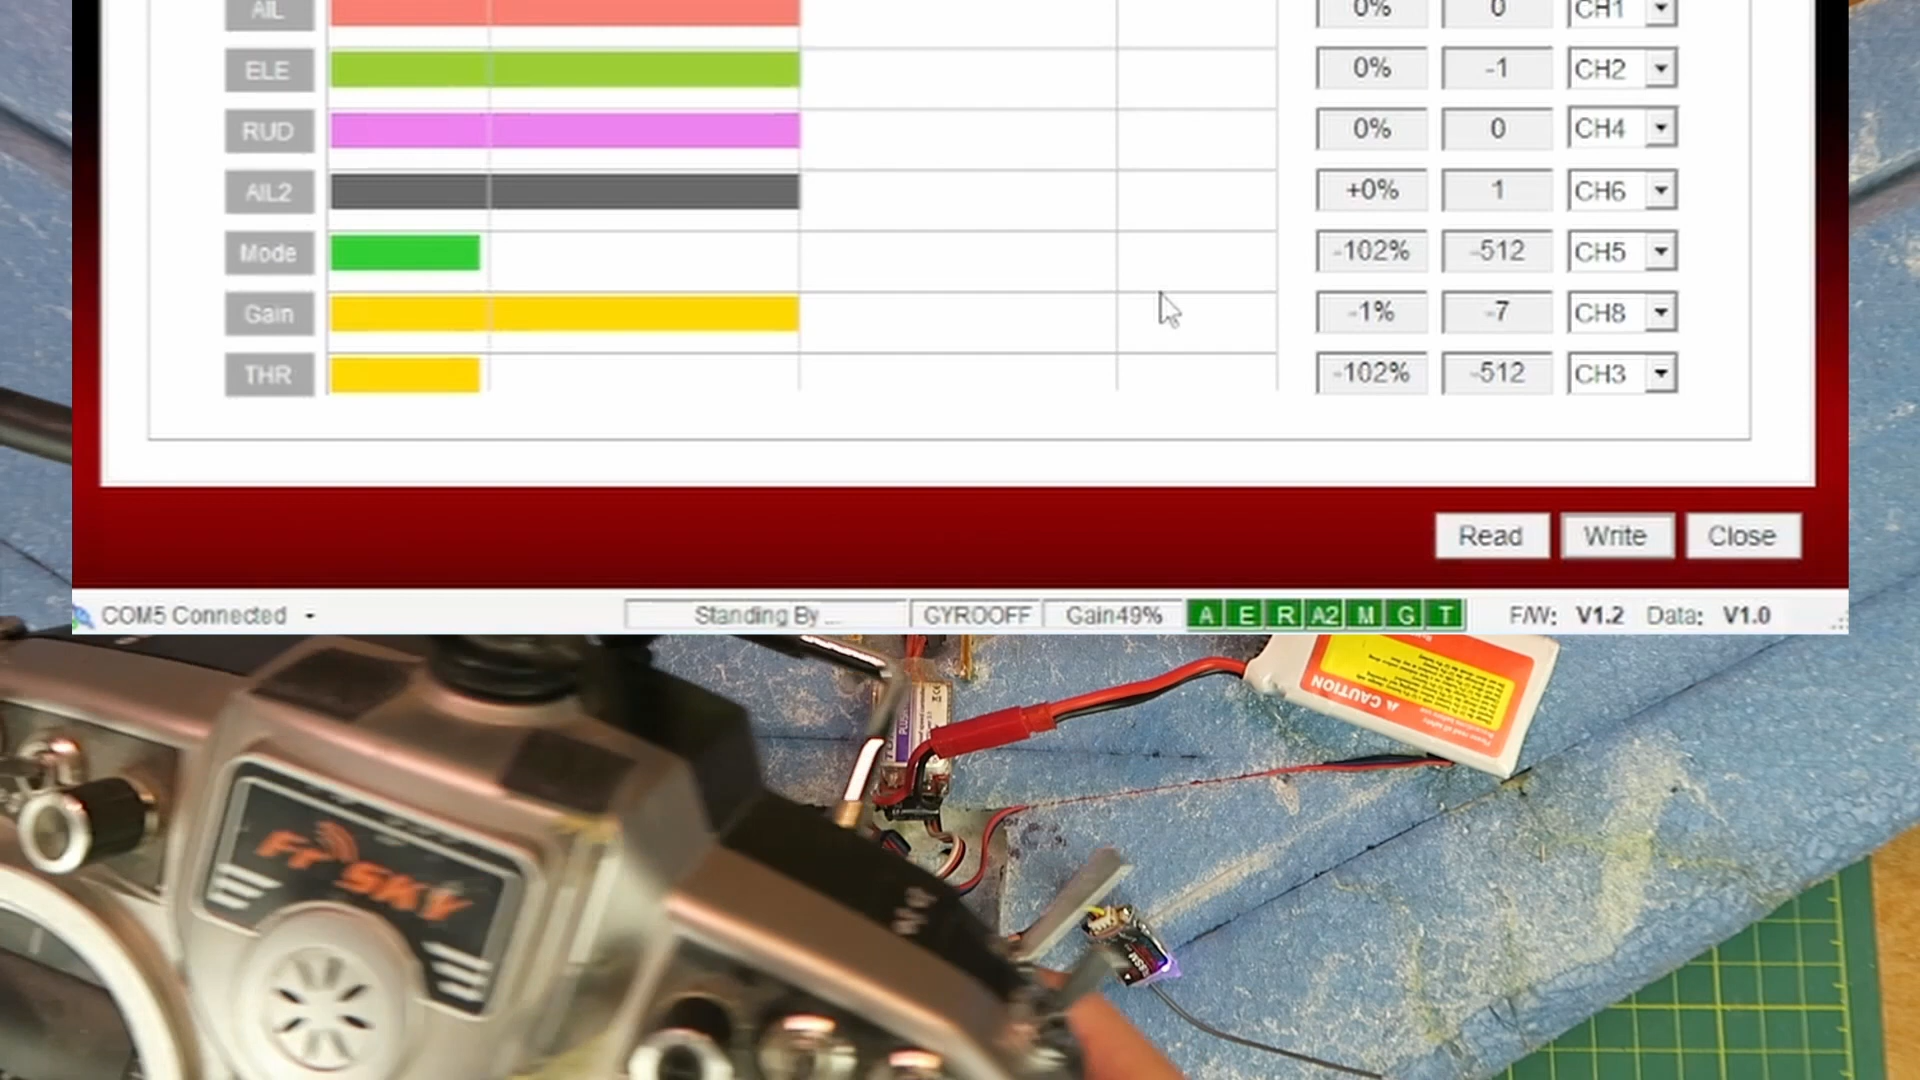 AIL 0% 0 CH1
ELE 0% -1 CH2
RUD 0% 0 CH4
AIL2 +0% 1 CH6
Mode -102% -512 CH5
Gain -1% -7 CH8
THR -102% -512 CH3
Read Write Close
COM5 Connected Standing By ... GYROOFF Gain49% A E R A2 M G T F/W: V1.2 Data: V1.0
CAUTION
PLUSH
FrSKY